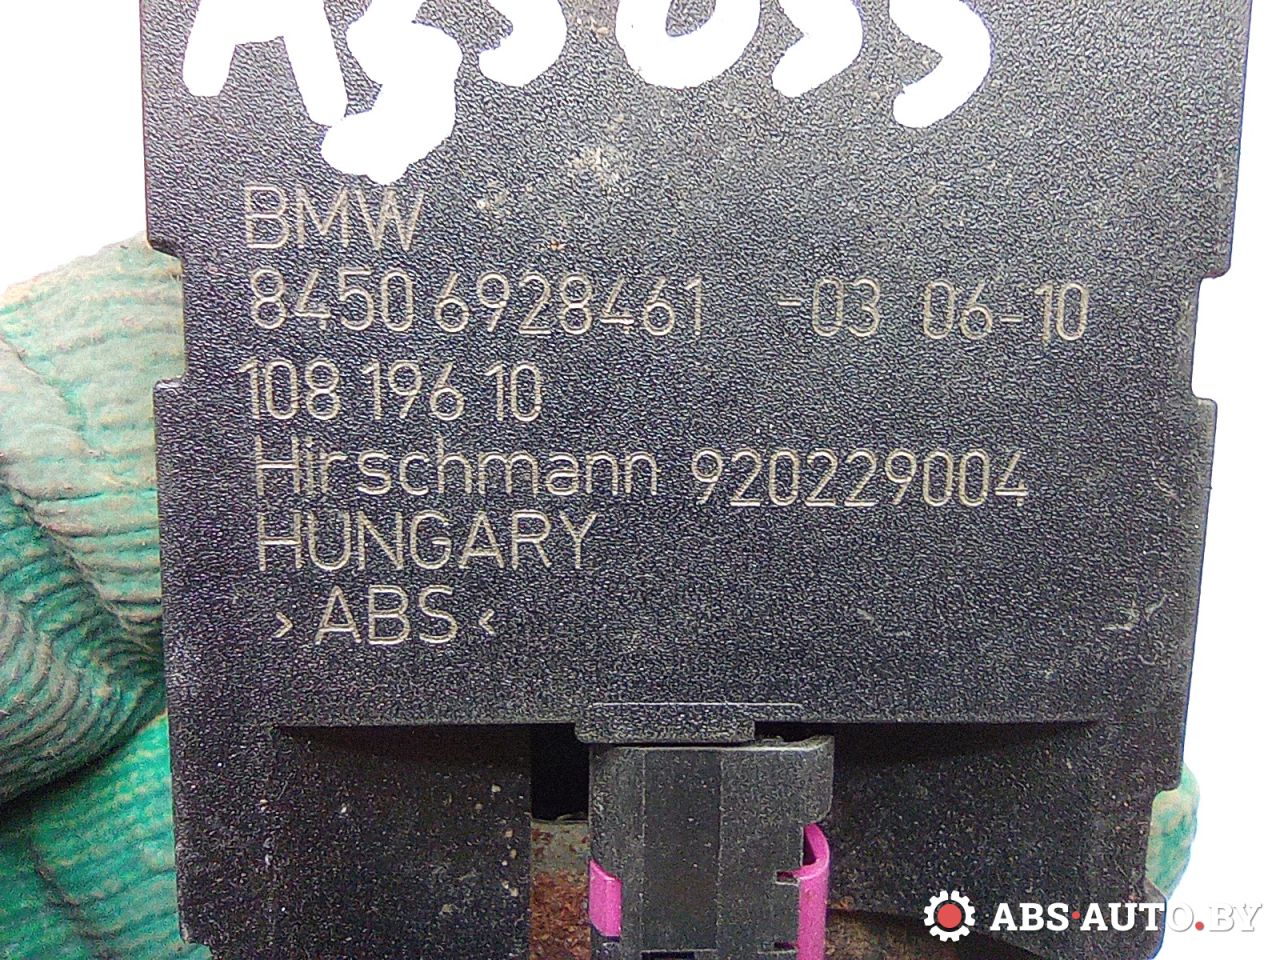 BMW
8450 6928461 -03 06-10
108 196 10
Hirschmann 920229004
HUNGARY
>ABS<
ABS·AUTO.BY